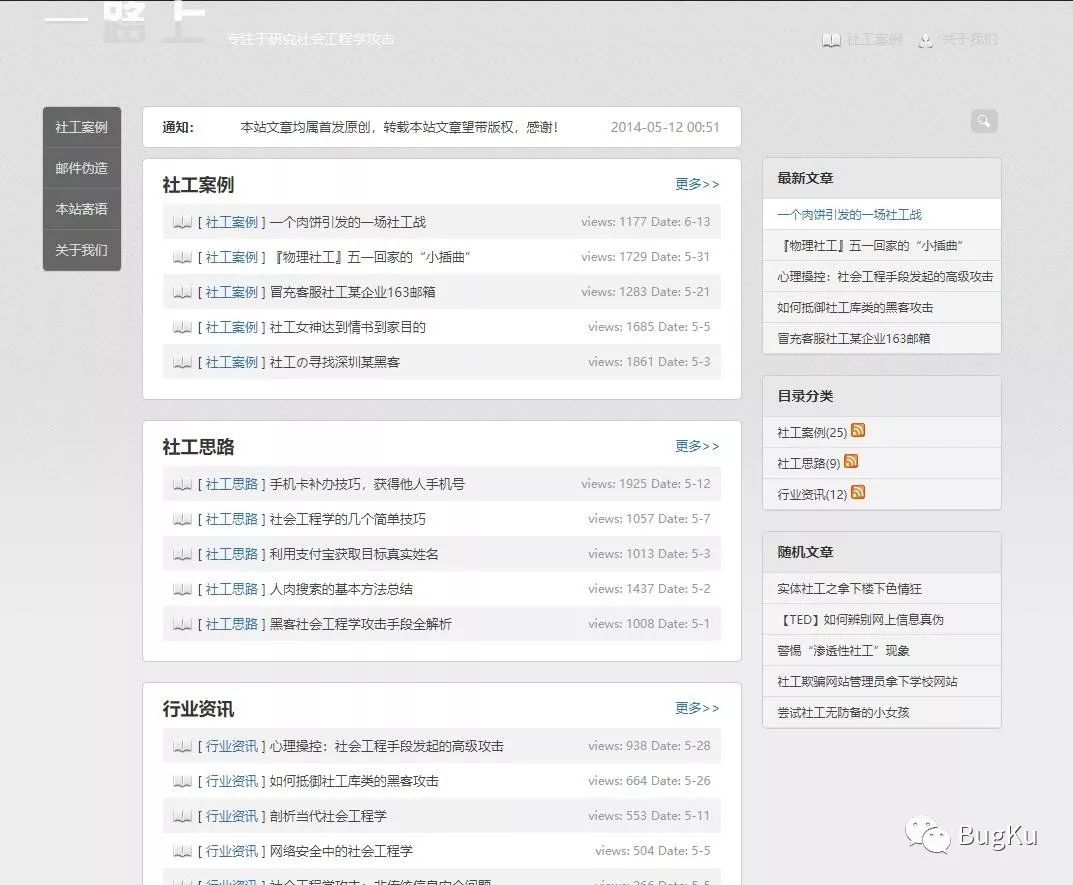 一路上
专注于研究社会工程学攻击
社工案例 关于我们
社工案例
邮件伪造
本站寄语
关于我们
通知： 本站文章均属首发原创，转载本站文章望带版权，感谢！ 2014-05-12 00:51
社工案例 更多>>
[ 社工案例 ] 一个肉饼引发的一场社工战 views: 1177 Date: 6-13
[ 社工案例 ] 『物理社工』五一回家的“小插曲” views: 1729 Date: 5-31
[ 社工案例 ] 冒充客服社工某企业163邮箱 views: 1283 Date: 5-21
[ 社工案例 ] 社工女神达到情书到家目的 views: 1685 Date: 5-5
[ 社工案例 ] 社工の寻找深圳某黑客 views: 1861 Date: 5-3
社工思路 更多>>
[ 社工思路 ] 手机卡补办技巧，获得他人手机号 views: 1925 Date: 5-12
[ 社工思路 ] 社会工程学的几个简单技巧 views: 1057 Date: 5-7
[ 社工思路 ] 利用支付宝获取目标真实姓名 views: 1013 Date: 5-3
[ 社工思路 ] 人肉搜索的基本方法总结 views: 1437 Date: 5-2
[ 社工思路 ] 黑客社会工程学攻击手段全解析 views: 1008 Date: 5-1
行业资讯 更多>>
[ 行业资讯 ] 心理操控：社会工程手段发起的高级攻击 views: 938 Date: 5-28
[ 行业资讯 ] 如何抵御社工库类的黑客攻击 views: 664 Date: 5-26
[ 行业资讯 ] 剖析当代社会工程学 views: 553 Date: 5-11
[ 行业资讯 ] 网络安全中的社会工程学 views: 504 Date: 5-5
[ 行业资讯 ] 社会工程学攻击：非传统信息安全问题 views: 366 Date: 5-5
最新文章
一个肉饼引发的一场社工战
『物理社工』五一回家的“小插曲”
心理操控：社会工程手段发起的高级攻击
如何抵御社工库类的黑客攻击
冒充客服社工某企业163邮箱
目录分类
社工案例(25)
社工思路(9)
行业资讯(12)
随机文章
实体社工之拿下楼下色情狂
【TED】如何辨别网上信息真伪
警惕“渗透性社工”现象
社工欺骗网站管理员拿下学校网站
尝试社工无防备的小女孩
BugKu